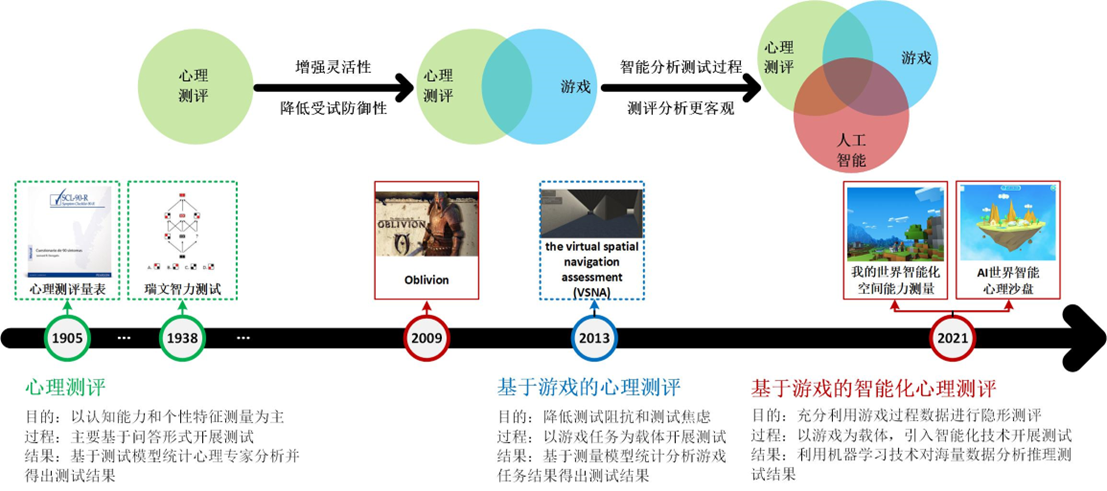 心理
测评
增强灵活性
降低受试防御性
心理
测评
游戏
智能分析测试过程
测评分析更客观
心理
测评
游戏
人工
智能
SCL-90-R
心理测评量表
瑞文智力测试
OBLIVION
Oblivion
the virtual spatial
navigation
assessment
(VSNA)
我的世界智能化
空间能力测量
AI世界智能
心理沙盘
1905
...
1938
...
2009
2013
2021
心理测评
目的：以认知能力和个性特征测量为主
过程：主要基于问答形式开展测试
结果：基于测试模型统计心理专家分析并
得出测试结果
基于游戏的心理测评
目的：降低测试阻抗和测试焦虑
过程：以游戏任务为载体开展测试
结果：基于测量模型统计分析游戏
任务结果得出测试结果
基于游戏的智能化心理测评
目的：充分利用游戏过程数据进行隐形测评
过程：以游戏为载体，引入智能化技术开展测试
结果：利用机器学习技术对海量数据分析推理测
试结果